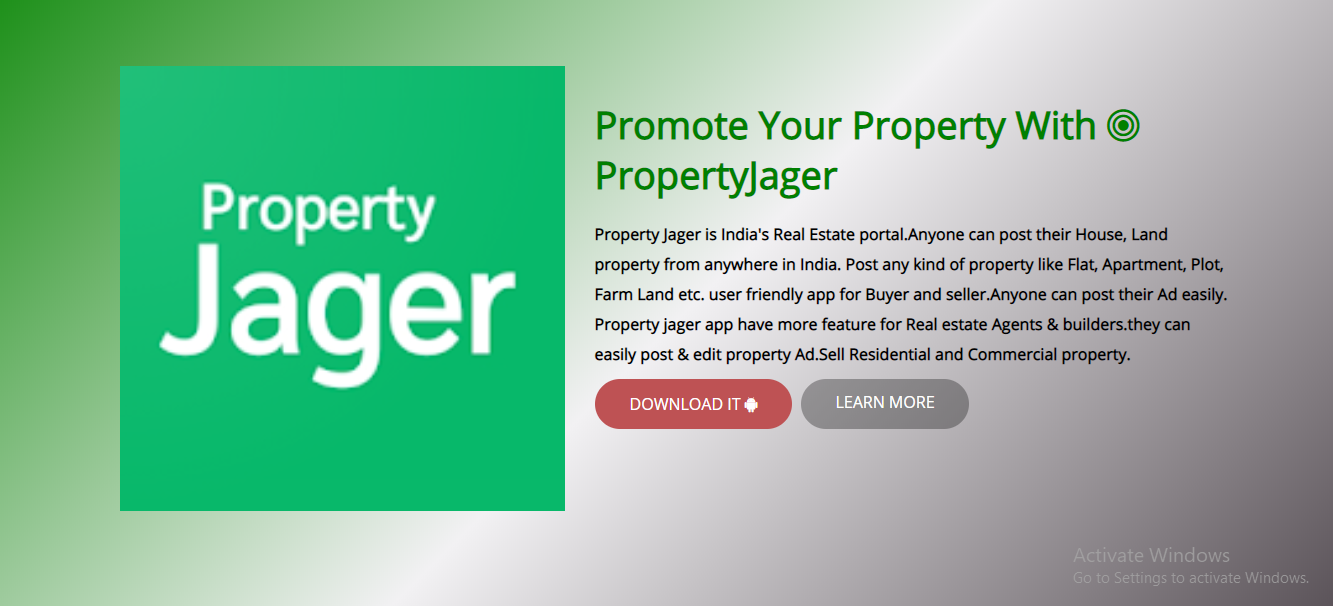 Property
Jager
Promote Your Property With
PropertyJager
Property Jager is India's Real Estate portal.Anyone can post their House, Land
property from anywhere in India. Post any kind of property like Flat, Apartment, Plot,
Farm Land etc. user friendly app for Buyer and seller.Anyone can post their Ad easily.
Property jager app have more feature for Real estate Agents & builders.they can
easily post & edit property Ad.Sell Residential and Commercial property.
DOWNLOAD IT
LEARN MORE
Activate Windows
Go to Settings to activate Windows.